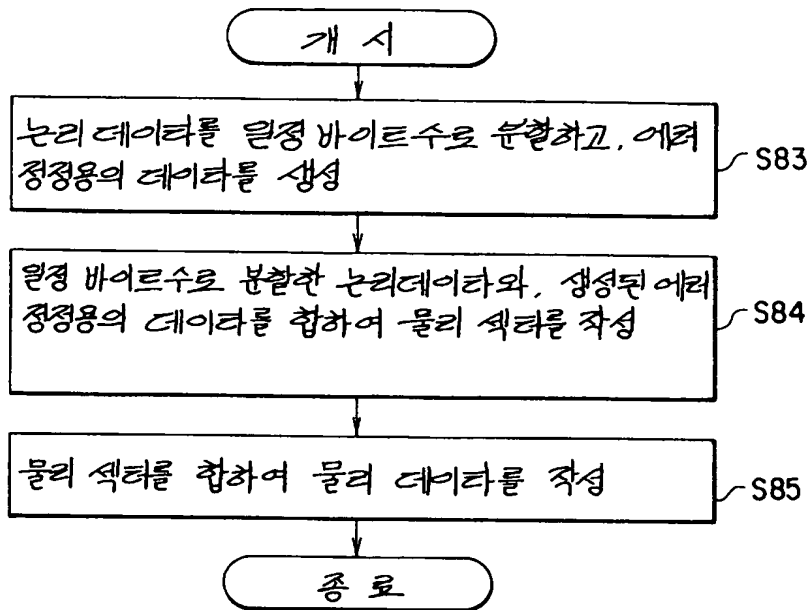 개 시
논리 데이타를 일정 바이트수로 분할하고, 에러
정정용의 데이타를 생성
S83
일정 바이트수로 분할한 논리데이타와, 생성된 에러
정정용의 데이타를 합하여 물리 섹터를 작성
S84
물리 섹터를 합하여 물리 데이타를 작성
S85
종 료